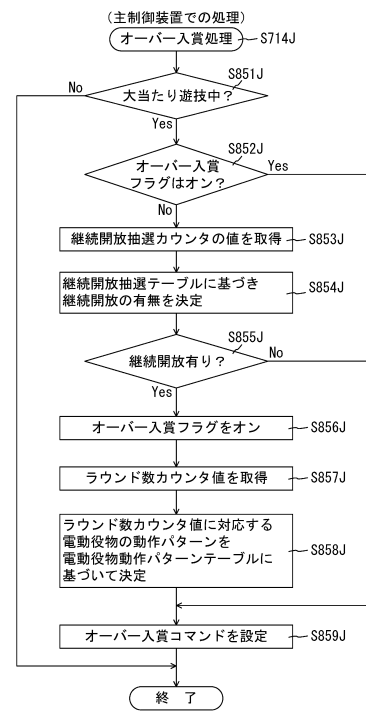 （主制御装置での処理）
オーバー入賞処理
S714J
S851J
大当たり遊技中？
No
Yes
S852J
オーバー入賞
フラグはオン？
Yes
No
継続開放抽選カウンタの値を取得
S853J
継続開放抽選テーブルに基づき
継続開放の有無を決定
S854J
S855J
継続開放有り？
No
Yes
オーバー入賞フラグをオン
S856J
ラウンド数カウンタ値を取得
S857J
ラウンド数カウンタ値に対応する
電動役物の動作パターンを
電動役物動作パターンテーブルに
基づいて決定
S858J
オーバー入賞コマンドを設定
S859J
終 了